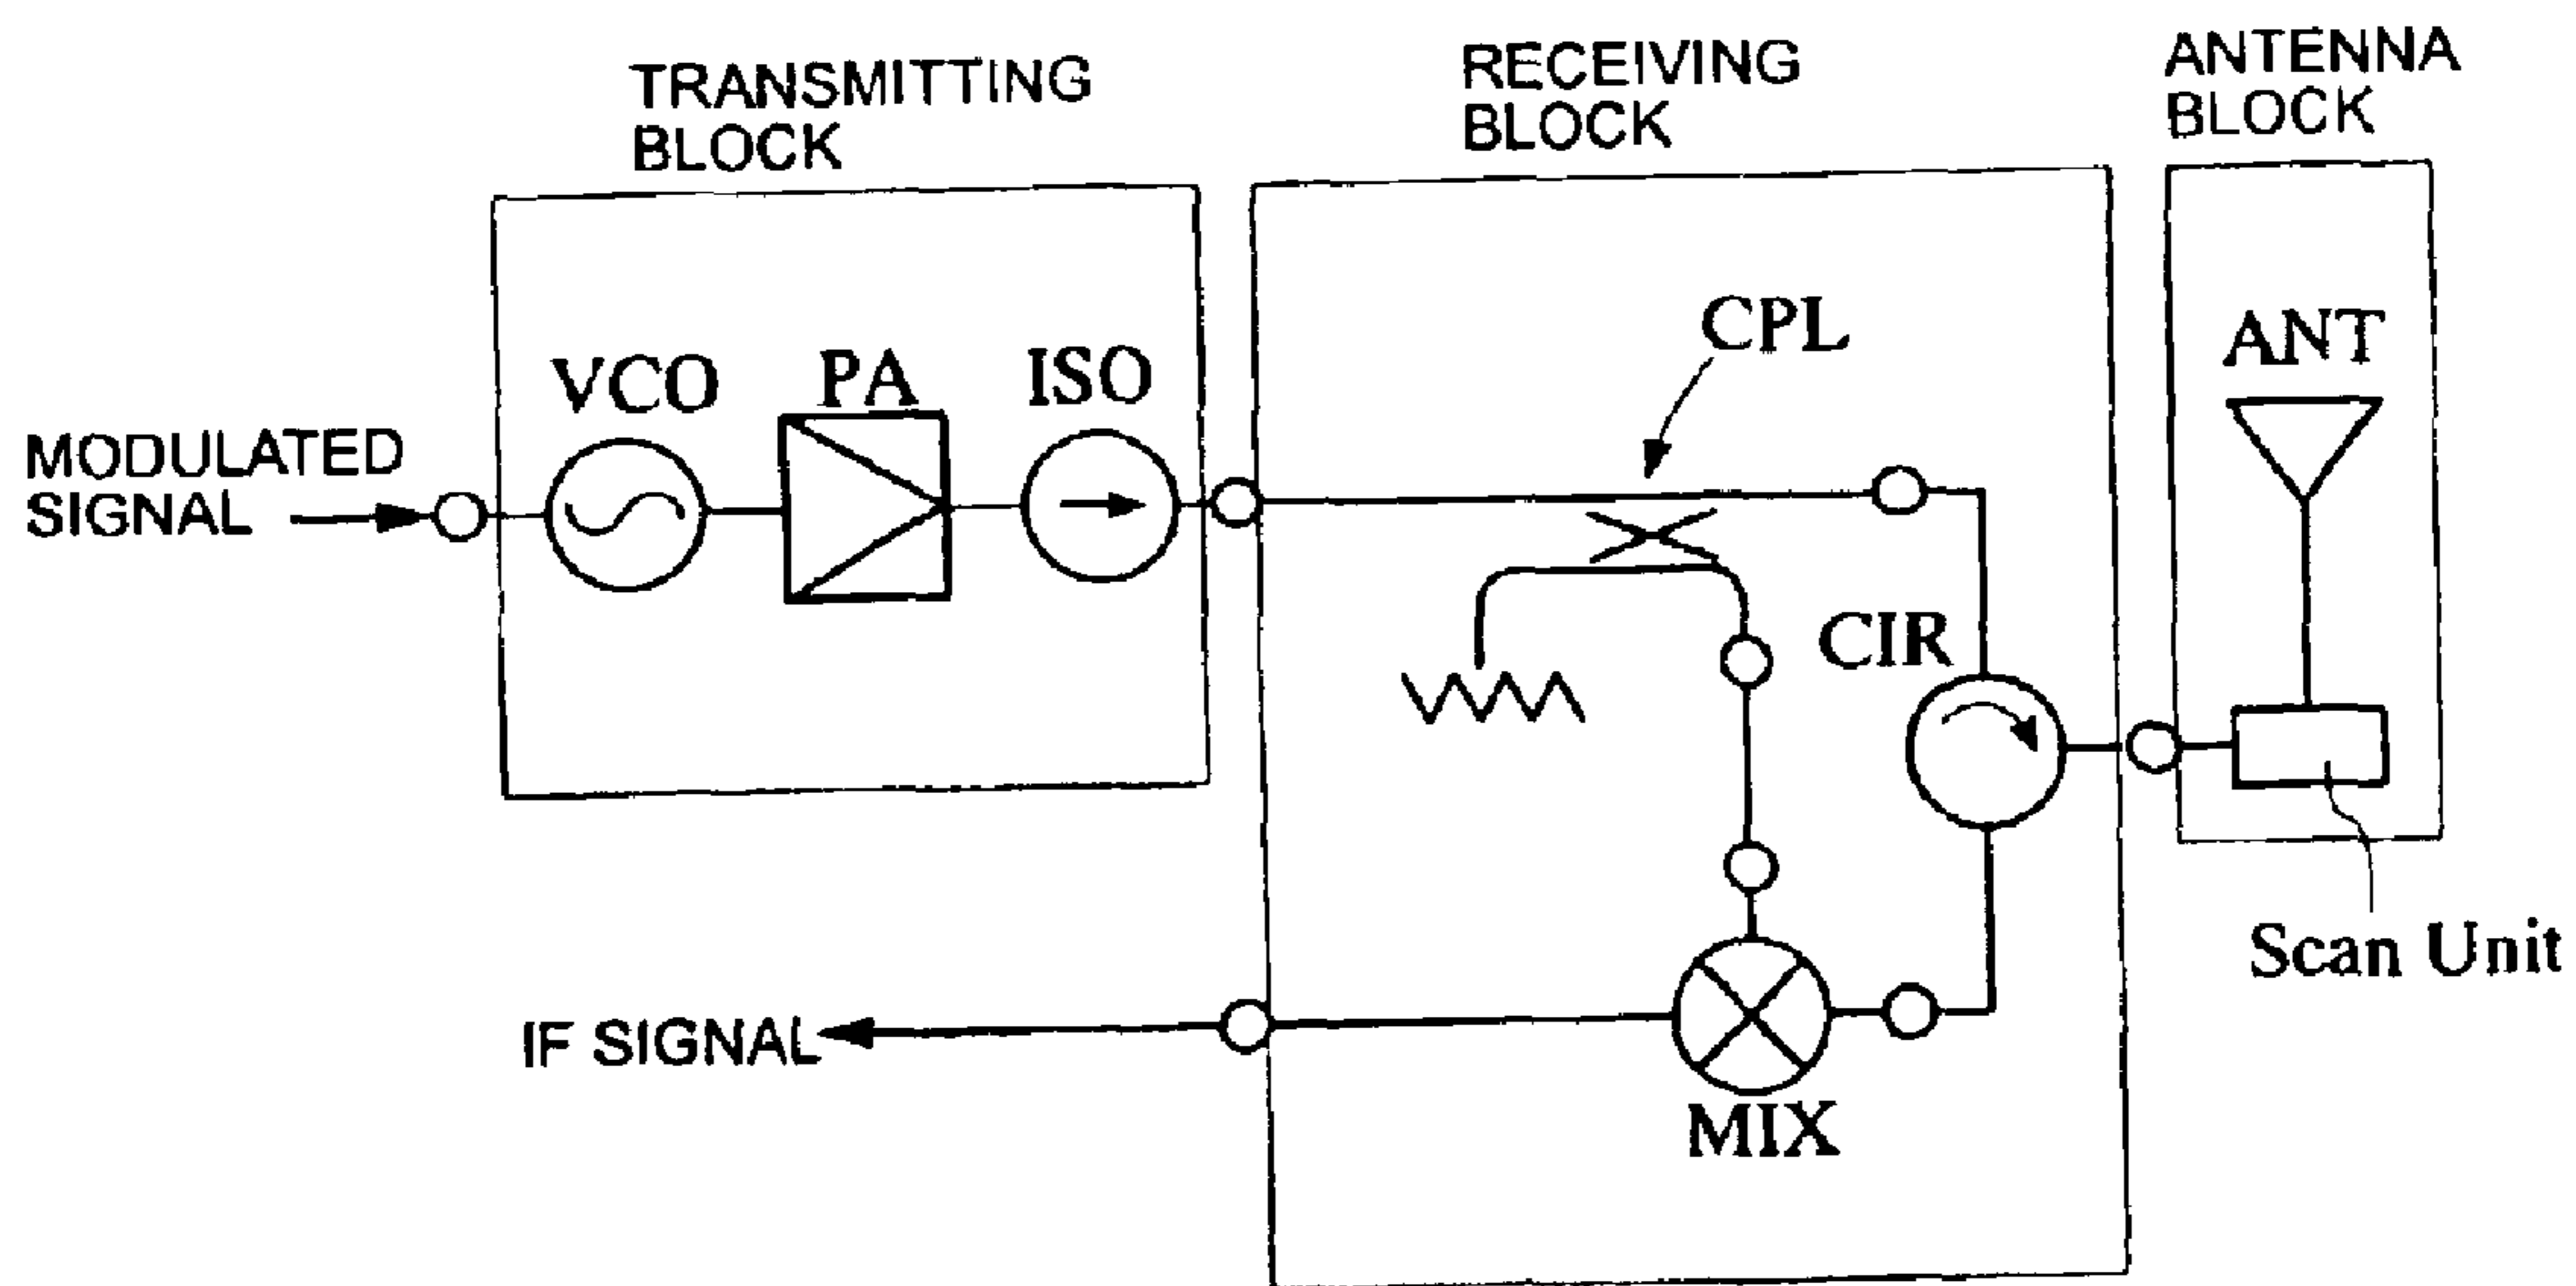 TRANSMITTING
BLOCK
RECEIVING
BLOCK
ANTENNA
BLOCK
MODULATED
SIGNAL
VCO
PA
ISO
CPL
ANT
CIR
Scan Unit
IF SIGNAL
MIX